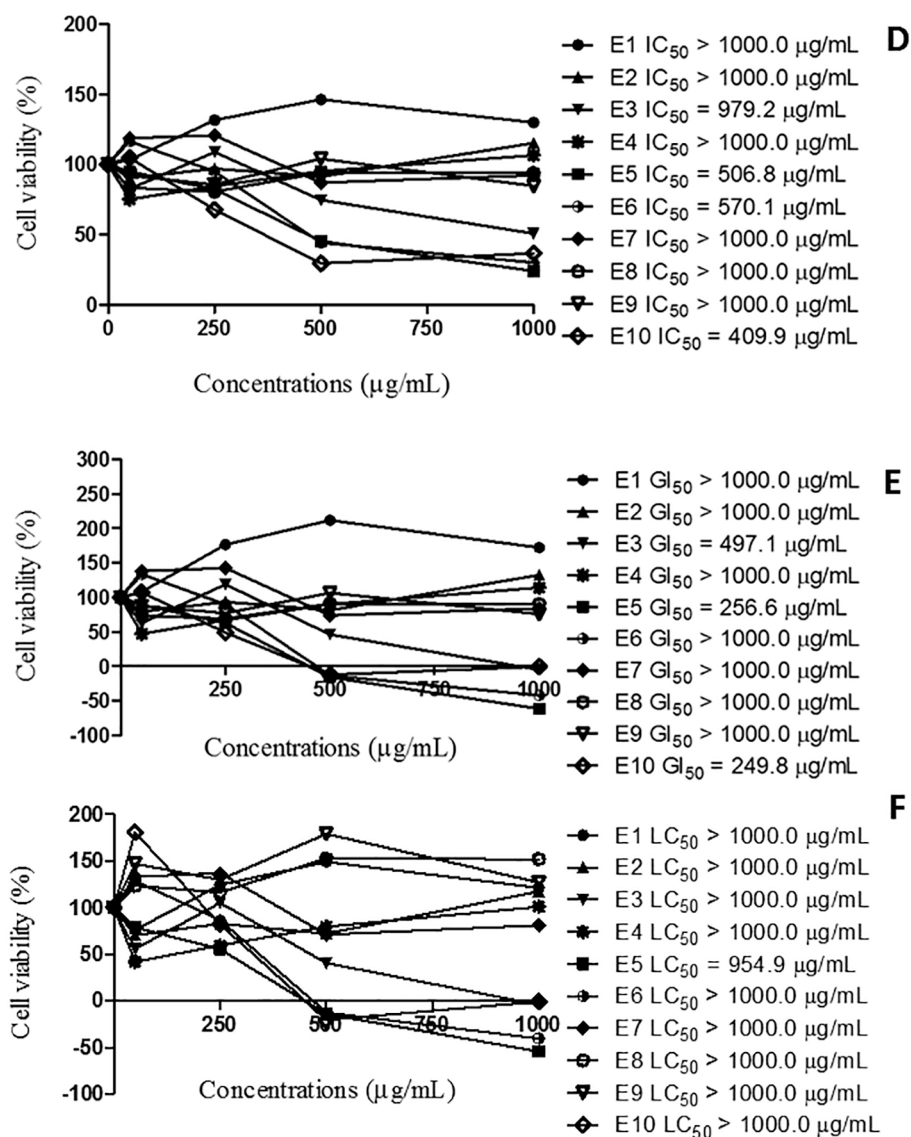 D
200
150
100
50
0
Cell viability (%)
0 250 500 750 1000
Concentrations (µg/mL)
E1 IC50 > 1000.0 µg/mL
E2 IC50 > 1000.0 µg/mL
E3 IC50 = 979.2 µg/mL
E4 IC50 > 1000.0 µg/mL
E5 IC50 = 506.8 µg/mL
E6 IC50 = 570.1 µg/mL
E7 IC50 > 1000.0 µg/mL
E8 IC50 > 1000.0 µg/mL
E9 IC50 > 1000.0 µg/mL
E10 IC50 = 409.9 µg/mL
E
300
250
200
150
100
50
0
-50
-100
Cell viability (%)
250 500 750 1000
Concentrations (µg/mL)
E1 GI50 > 1000.0 µg/mL
E2 GI50 > 1000.0 µg/mL
E3 GI50 = 497.1 µg/mL
E4 GI50 > 1000.0 µg/mL
E5 GI50 = 256.6 µg/mL
E6 GI50 > 1000.0 µg/mL
E7 GI50 > 1000.0 µg/mL
E8 GI50 > 1000.0 µg/mL
E9 GI50 > 1000.0 µg/mL
E10 GI50 = 249.8 µg/mL
F
200
150
100
50
0
-50
-100
Cell viability (%)
250 500 750 1000
Concentrations (µg/mL)
E1 LC50 > 1000.0 µg/mL
E2 LC50 > 1000.0 µg/mL
E3 LC50 > 1000.0 µg/mL
E4 LC50 > 1000.0 µg/mL
E5 LC50 = 954.9 µg/mL
E6 LC50 > 1000.0 µg/mL
E7 LC50 > 1000.0 µg/mL
E8 LC50 > 1000.0 µg/mL
E9 LC50 > 1000.0 µg/mL
E10 LC50 > 1000.0 µg/mL